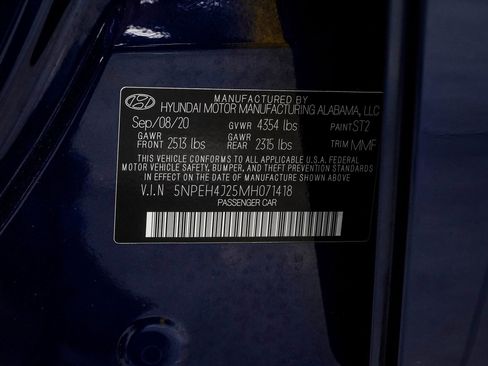 MANUFACTURED BY
HYUNDAI MOTOR MANUFACTURING ALABAMA, LLC
Sep/08/20 GVWR 4354 lbs PAINT ST2
GAWR FRONT 2513 lbs GAWR REAR 2315 lbs TRIM MMF
THIS VEHICLE CONFORMS TO ALL APPLICABLE U.S.A. FEDERAL
MOTOR VEHICLE SAFETY, BUMPER, AND THEFT PREVENTION STANDARDS
IN EFFECT ON THE DATE OF MANUFACTURE SHOWN ABOVE.
V.I.N 5NPEH4J25MH071418
PASSENGER CAR